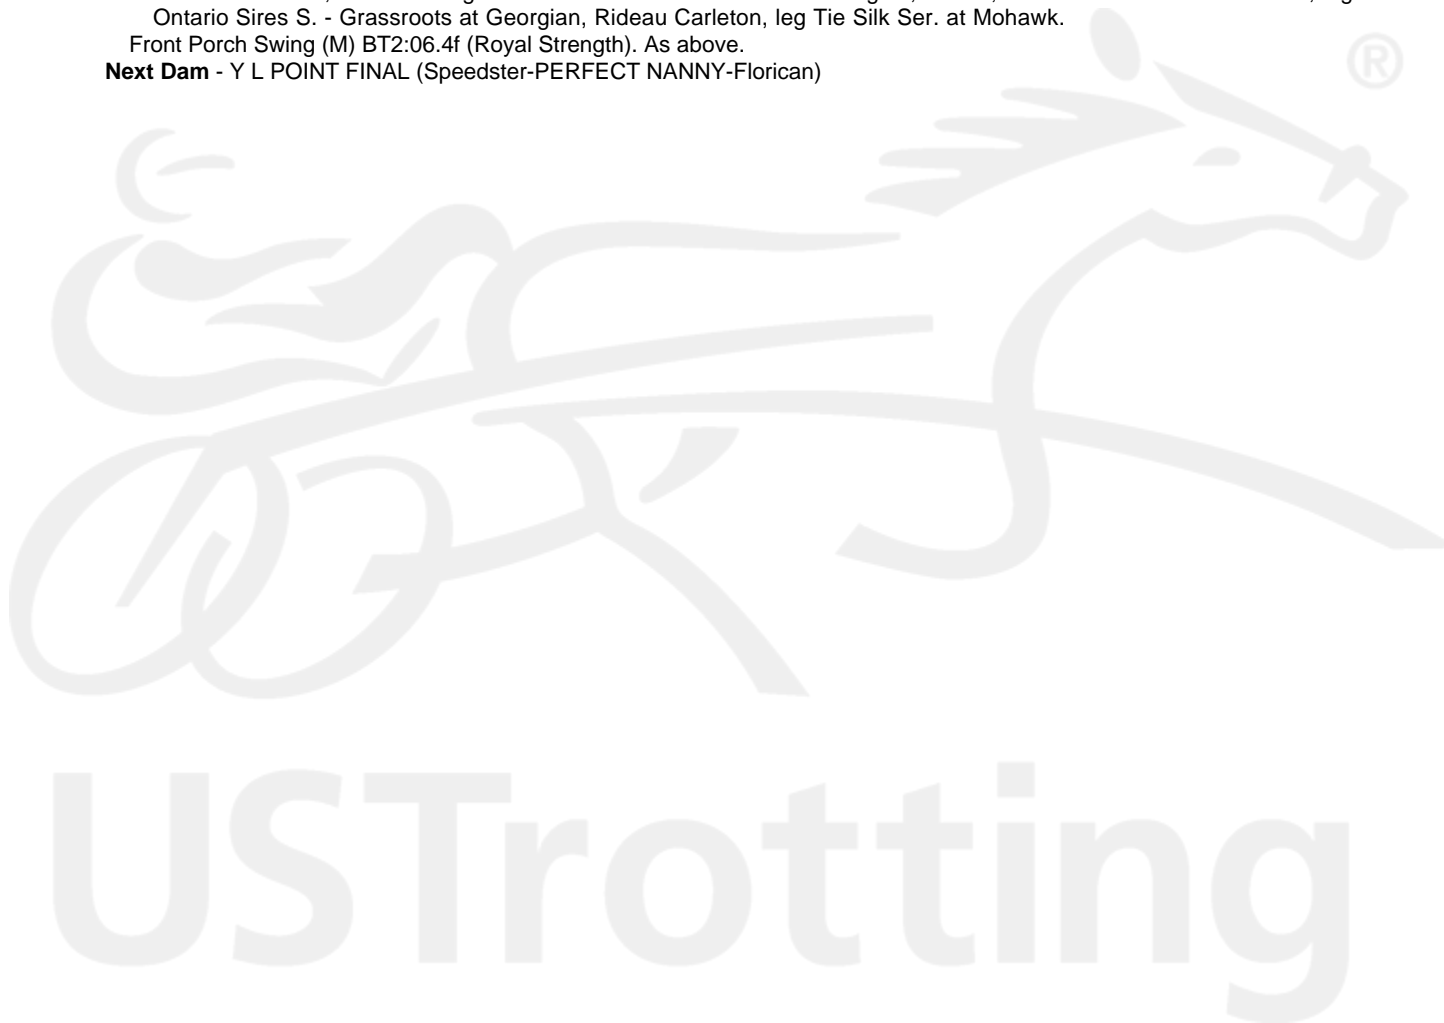 Ontario Sires S. - Grassroots at Georgian, Rideau Carleton, leg Tie Silk Ser. at Mohawk.
Front Porch Swing (M) BT2:06.4f (Royal Strength). As above.
Next Dam - Y L POINT FINAL (Speedster-PERFECT NANNY-Florican)
®
USTrotting